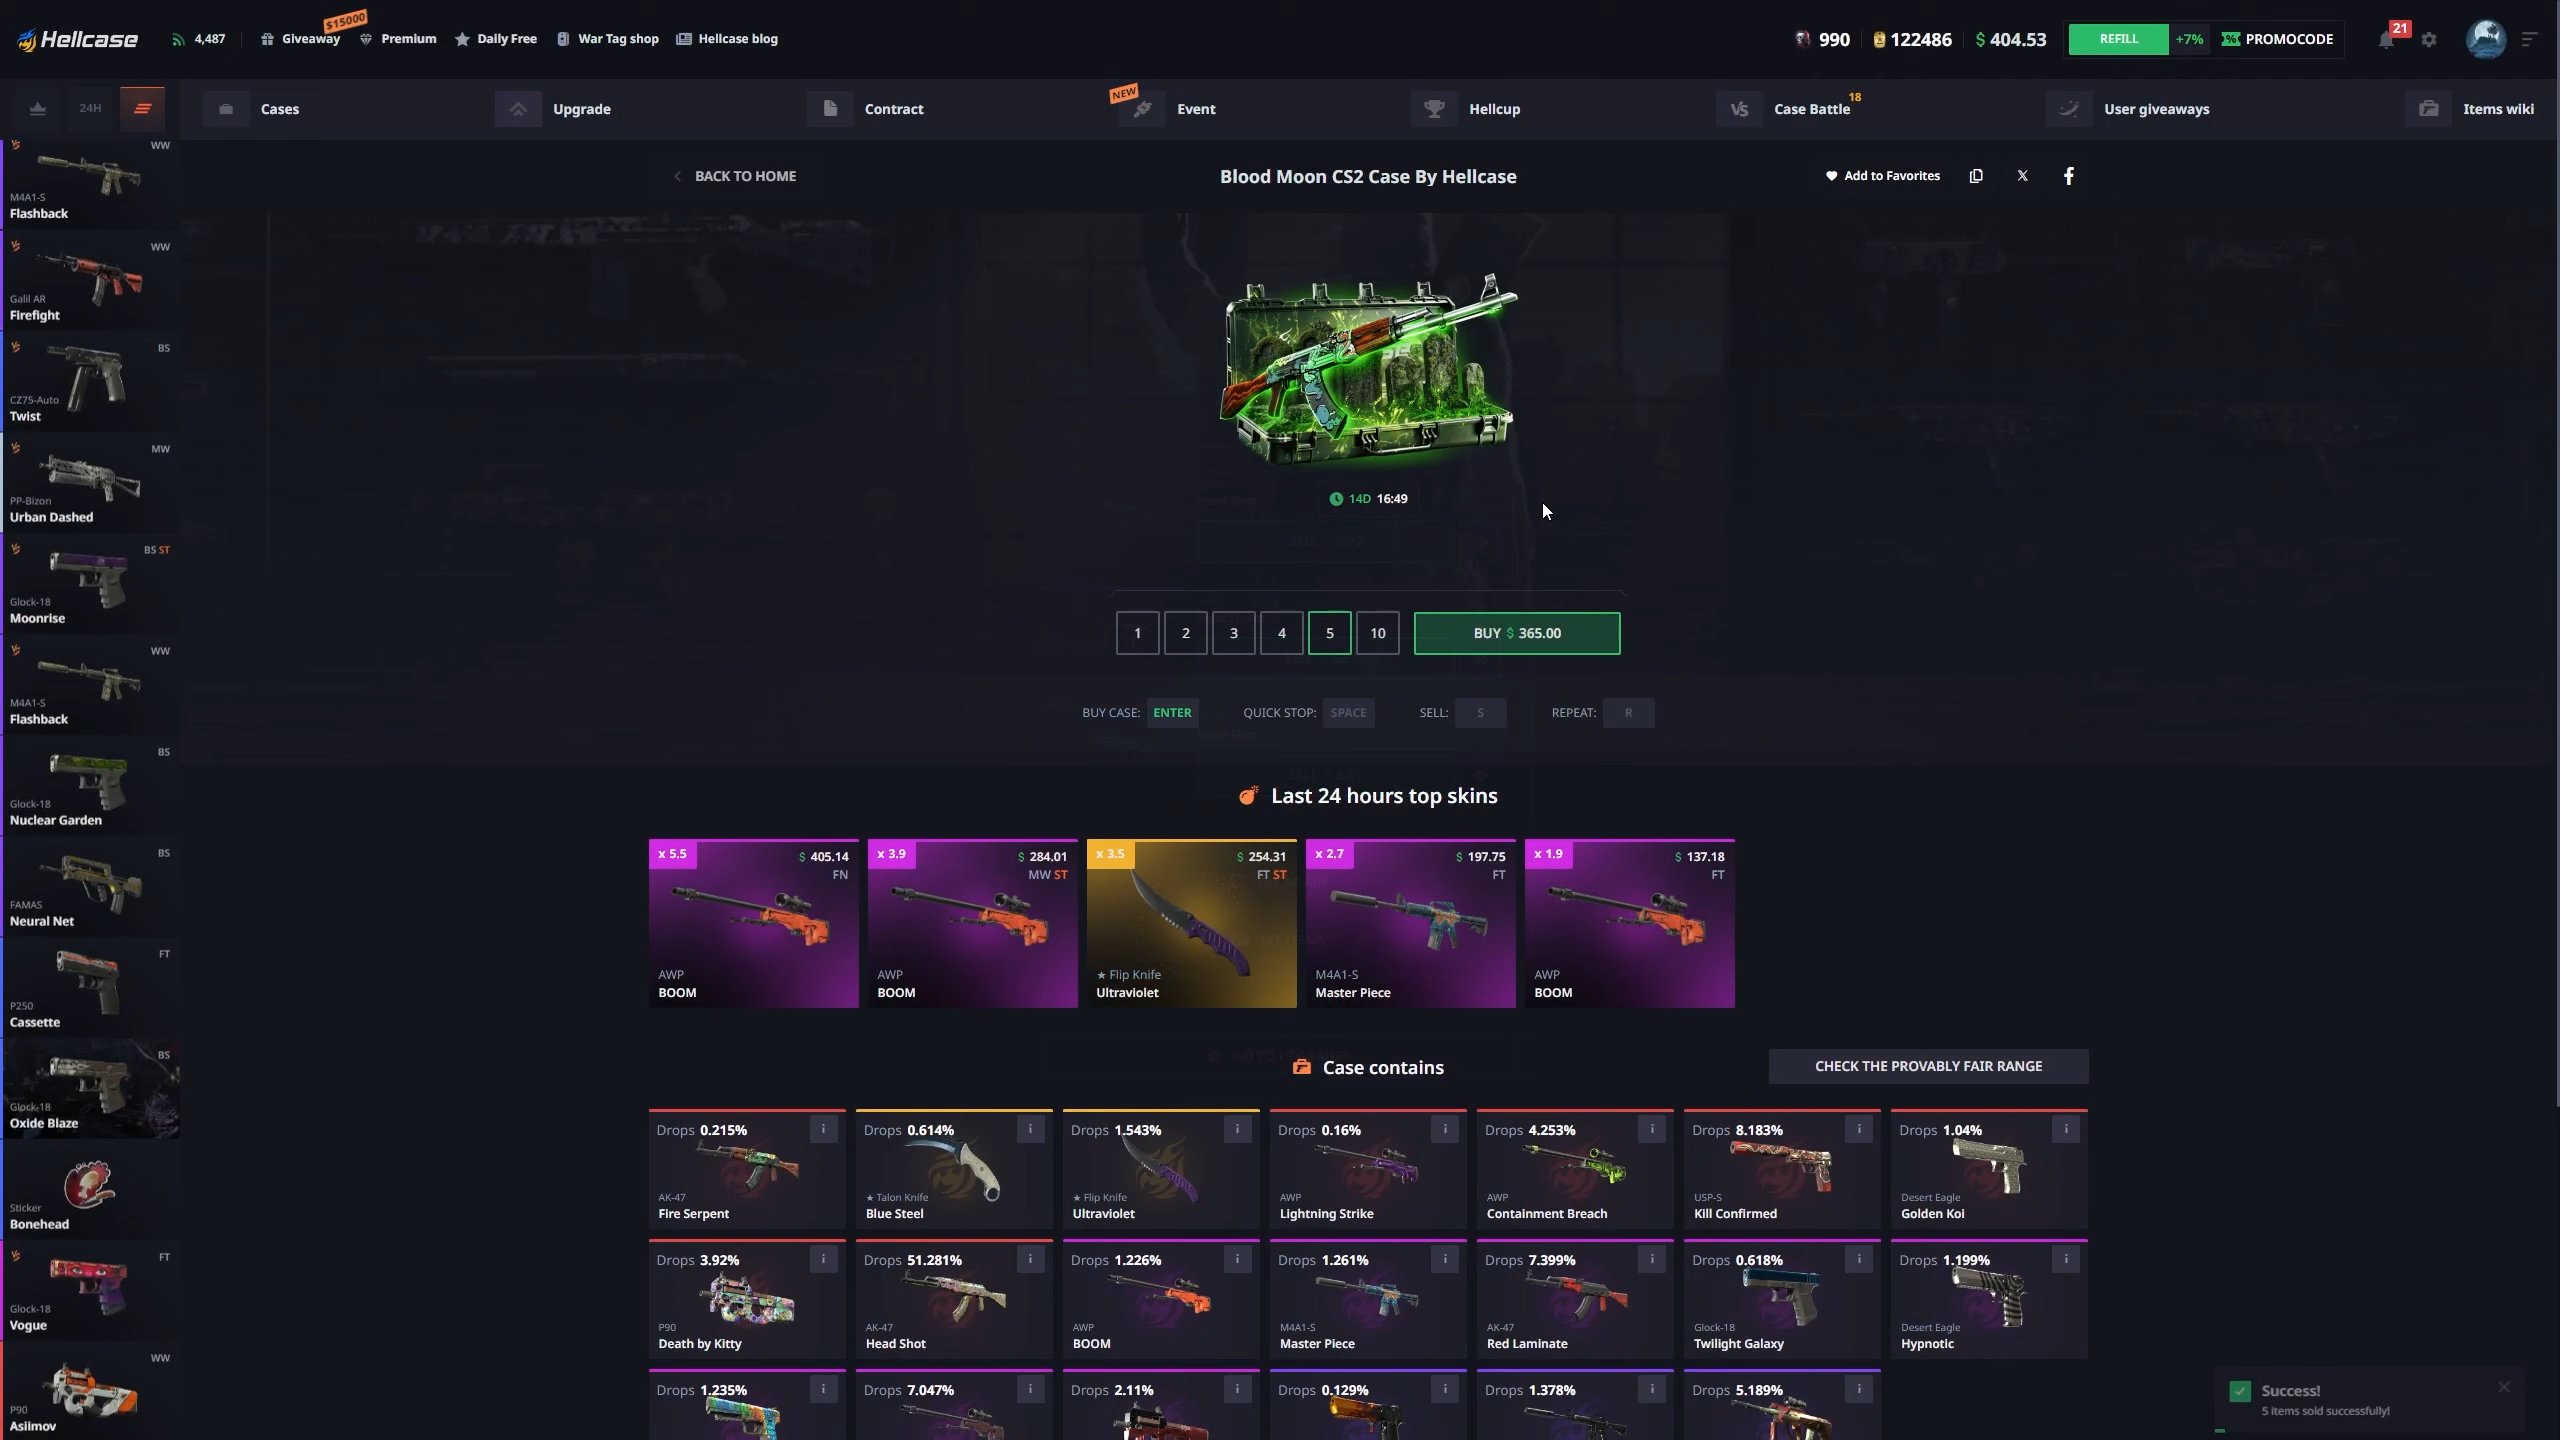 Hellcase
4,487
Giveaway
$15000
Premium
Daily Free
War Tag shop
Hellcase blog
990
122486
$ 404.53
REFILL
+7%
PROMOCODE
21
24H
Cases
Upgrade
Contract
NEW
Event
Hellcup
VS
Case Battle
18
User giveaways
Items wiki
WW
M4A1-S
Flashback
WW
Galil AR
Firefight
BS
CZ75-Auto
Twist
MW
PP-Bizon
Urban Dashed
BS ST
Glock-18
Moonrise
WW
M4A1-S
Flashback
BS
Glock-18
Nuclear Garden
BS
FAMAS
Neural Net
FT
P250
Cassette
BS
Glock-18
Oxide Blaze
Sticker
Bonehead
FT
Glock-18
Vogue
WW
P90
Asiimov
BACK TO HOME
Blood Moon CS2 Case By Hellcase
Add to Favorites
14D 16:49
1 2 3 4 5 10 BUY $ 365.00
BUY CASE: ENTER QUICK STOP: SPACE SELL: S REPEAT: R
Last 24 hours top skins
x 5.5 $ 405.14
FN
AWP
BOOM
x 3.9 $ 284.01
MW ST
AWP
BOOM
x 3.5 $ 254.31
FT ST
★ Flip Knife
Ultraviolet
x 2.7 $ 197.75
FT
M4A1-S
Master Piece
x 1.9 $ 137.18
FT
AWP
BOOM
Case contains
CHECK THE PROVABLY FAIR RANGE
Drops 0.215%
AK-47
Fire Serpent
Drops 0.614%
★ Talon Knife
Blue Steel
Drops 1.543%
★ Flip Knife
Ultraviolet
Drops 0.16%
AWP
Lightning Strike
Drops 4.253%
AWP
Containment Breach
Drops 8.183%
USP-S
Kill Confirmed
Drops 1.04%
Desert Eagle
Golden Koi
Drops 3.92%
P90
Death by Kitty
Drops 51.281%
AK-47
Head Shot
Drops 1.226%
AWP
BOOM
Drops 1.261%
M4A1-S
Master Piece
Drops 7.399%
AK-47
Red Laminate
Drops 0.618%
Glock-18
Twilight Galaxy
Drops 1.199%
Desert Eagle
Hypnotic
Drops 1.235%
Drops 7.047%
Drops 2.11%
Drops 0.129%
Drops 1.378%
Drops 5.189%
Success!
5 items sold successfully!